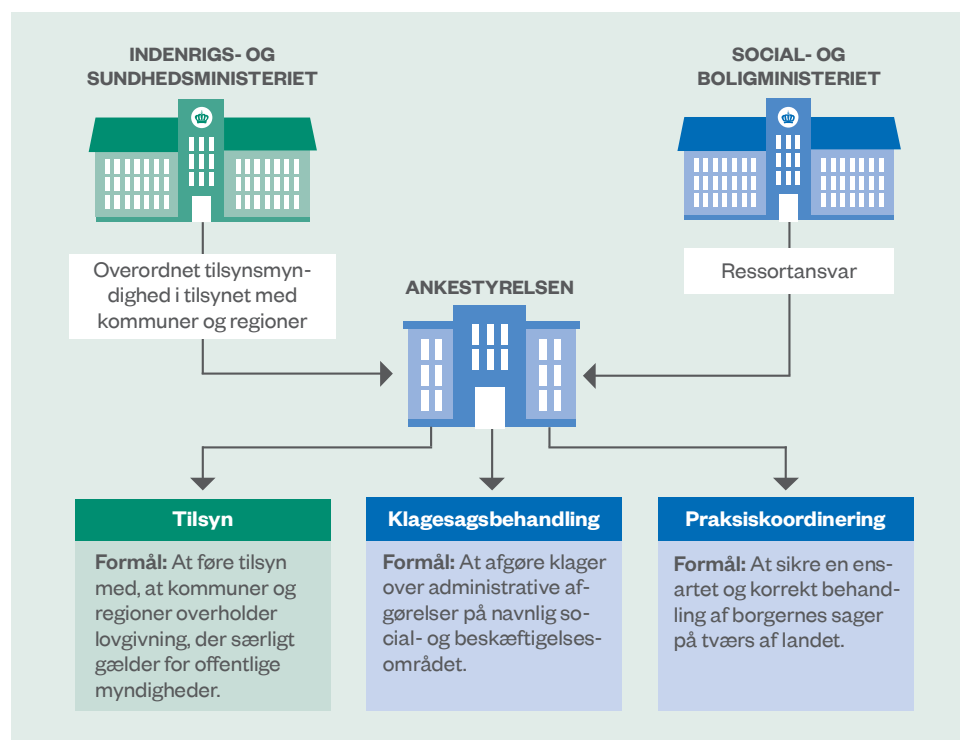 INDENRIGS- OG
SUNDHEDSMINISTERIET
SOCIAL- OG
BOLIGMINISTERIET
Overordnet tilsynsmyn-
dighed i tilsynet med
kommuner og regioner
Ressortansvar
ANKESTYRELSEN
Tilsyn
Formål: At føre tilsyn
med, at kommuner og
regioner overholder
lovgivning, der særligt
gælder for offentlige
myndigheder.
Klagesagsbehandling
Formål: At afgøre klager
over administrative af-
gørelser på navnlig so-
cial- og beskæftigelses-
området.
Praksiskoordinering
Formål: At sikre en ens-
artet og korrekt behand-
ling af borgernes sager
på tværs af landet.